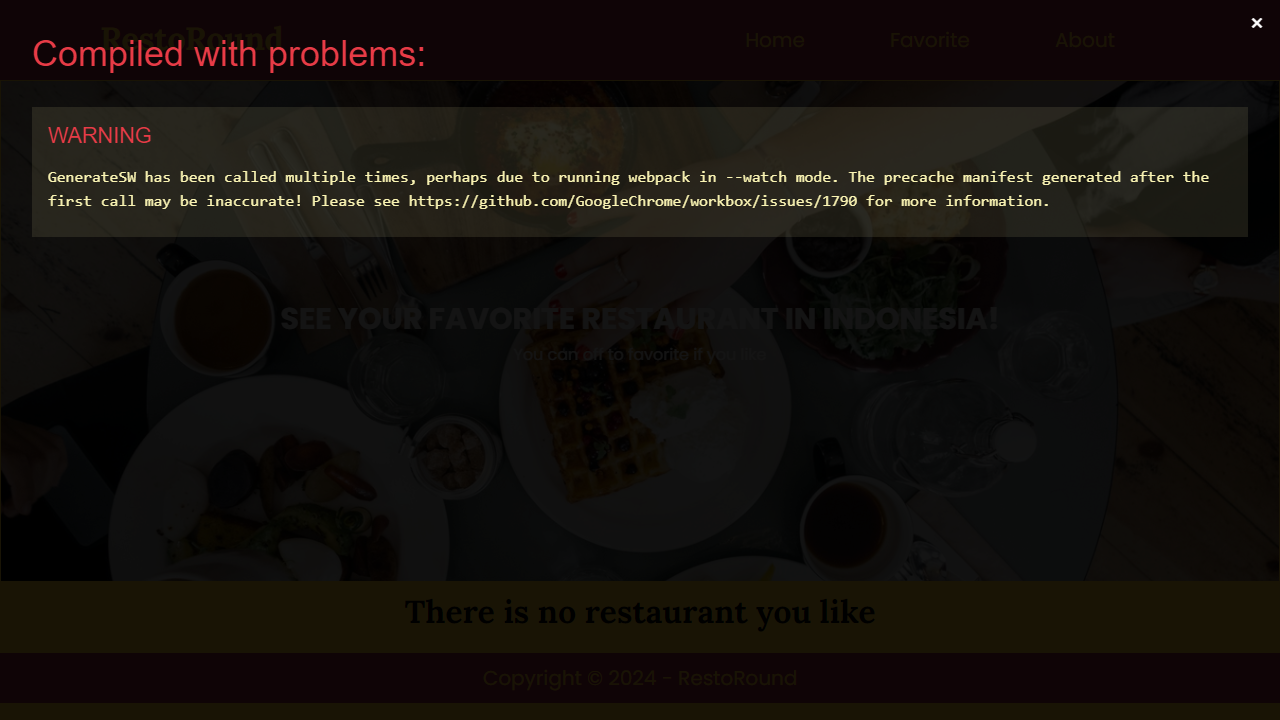 RestoRound
Home Favorite About
×
Compiled with problems:
WARNING
GenerateSW has been called multiple times, perhaps due to running webpack in --watch mode. The precache manifest generated after the
first call may be inaccurate! Please see https://github.com/GoogleChrome/workbox/issues/1790 for more information.
SEE YOUR FAVORITE RESTAURANT IN INDONESIA!
You can on to favorite if you like
There is no restaurant you like
Copyright © 2024 - RestoRound